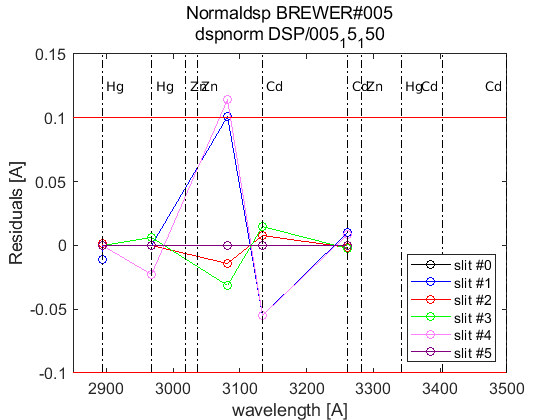 Normaldsp BREWER#005
dspnorm DSP/005₁5₁50
0.15
Hg Hg Zn Zn Cd Cd Zn Hg Cd Cd
0.1
0.05
0
-0.05
-0.1
Residuals [A]
slit #0
slit #1
slit #2
slit #3
slit #4
slit #5
2900 3000 3100 3200 3300 3400 3500
wavelength [A]